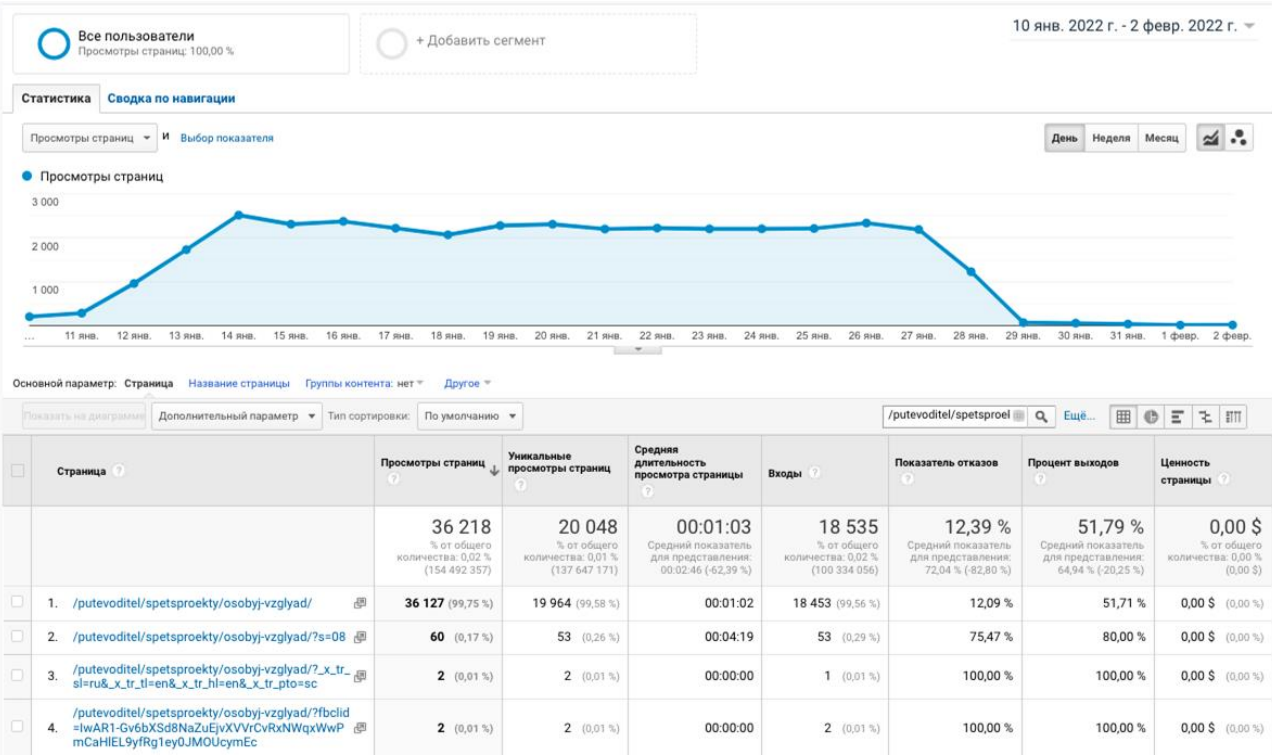 Все пользователи
Просмотры страниц: 100,00 %
+ Добавить сегмент
10 янв. 2022 г. - 2 февр. 2022 г.
Статистика Сводка по навигации
Просмотры страниц и Выбор показателя
День Неделя Месяц
Просмотры страниц
3 000
2 000
1 000
... 11 янв. 12 янв. 13 янв. 14 янв. 15 янв. 16 янв. 17 янв. 18 янв. 19 янв. 20 янв. 21 янв. 22 янв. 23 янв. 24 янв. 25 янв. 26 янв. 27 янв. 28 янв. 29 янв. 30 янв. 31 янв. 1 февр. 2 февр.
Основной параметр: Страница Название страницы Группы контента: нет Другое
Показать на диаграмме Дополнительный параметр Тип сортировки: По умолчанию /putevoditel/spetsproel Ещё...
Страница ?
Просмотры страниц ?
Уникальные
просмотры страниц
?
Средняя
длительность
просмотра страницы
?
Входы ?
Показатель отказов
?
Процент выходов
?
Ценность
страницы ?
36 218
% от общего
количества: 0,02 %
(154 492 357)
20 048
% от общего
количества: 0,01 %
(137 647 171)
00:01:03
Средний показатель
для представления:
00:02:46 (-62,39 %)
18 535
% от общего
количества: 0,02 %
(100 334 056)
12,39 %
Средний показатель
для представления:
72,04 % (-82,80 %)
51,79 %
Средний показатель
для представления:
64,94 % (-20,25 %)
0,00 $
% от общего
количества: 0,00 %
(0,00 $)
1. /putevoditel/spetsproekty/osobyj-vzglyad/ 36 127 (99,75 %) 19 964 (99,58 %) 00:01:02 18 453 (99,56 %) 12,09 % 51,71 % 0,00 $ (0,00 %)
2. /putevoditel/spetsproekty/osobyj-vzglyad/?s=08 60 (0,17 %) 53 (0,26 %) 00:04:19 53 (0,29 %) 75,47 % 80,00 % 0,00 $ (0,00 %)
/putevoditel/spetsproekty/osobyj-vzglyad/?_x_tr_
3. sl=ru&_x_tr_tl=en&_x_tr_hl=en&_x_tr_pto=sc 2 (0,01 %) 2 (0,01 %) 00:00:00 1 (0,01 %) 100,00 % 100,00 % 0,00 $ (0,00 %)
/putevoditel/spetsproekty/osobyj-vzglyad/?fbclid
4. =IwAR1-Gv6bXSd8NaZuEjvXVVrCvRxNWqxWwP 2 (0,01 %) 2 (0,01 %) 00:00:00 2 (0,01 %) 100,00 % 100,00 % 0,00 $ (0,00 %)
mCaHlEL9yfRg1ey0JMOUcymEc